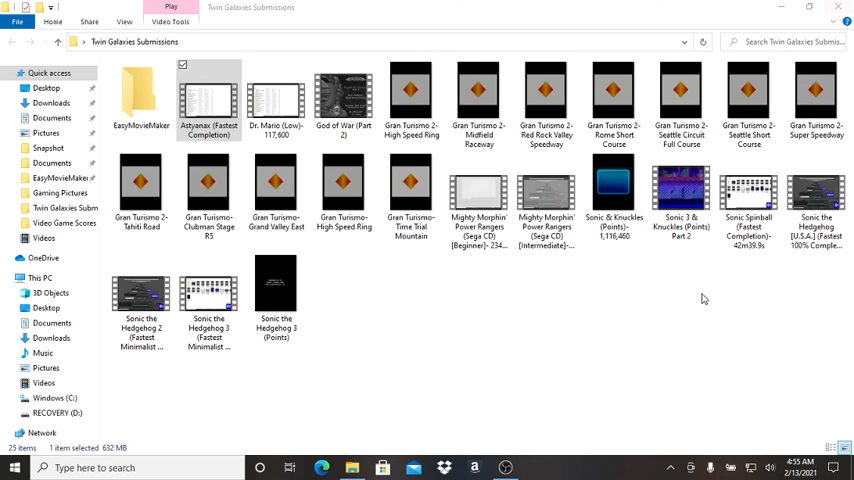 Play
Twin Galaxies Submissions
File
Home
Share
View
Video Tools
Twin Galaxies Submissions
Search Twin Galaxies Submissions...
Quick access
Desktop
Downloads
Documents
Pictures
Snapshot
Documents
EasyMovieMaker
Gaming Pictures
Twin Galaxies Submis
Video Game Scores
Videos
OneDrive
This PC
3D Objects
Desktop
Documents
Downloads
Music
Pictures
Videos
Windows (C:)
RECOVERY (D:)
Network
EasyMovieMaker
Astyanax (Fastest
Completion)
Dr. Mario (Low)-
117,600
God of War (Part
2)
Gran Turismo 2-
High Speed Ring
Gran Turismo 2-
Midfield
Raceway
Gran Turismo 2-
Red Rock Valley
Speedway
Gran Turismo 2-
Rome Short
Course
Gran Turismo 2-
Seattle Circuit
Full Course
Gran Turismo 2-
Seattle Short
Course
Gran Turismo 2-
Super Speedway
Gran Turismo 2-
Tahiti Road
Gran Turismo-
Clubman Stage
R5
Gran Turismo-
Grand Valley East
Gran Turismo-
High Speed Ring
Gran Turismo-
Time Trial
Mountain
Mighty Morphin'
Power Rangers
(Sega CD)
[Beginner]- 234...
Mighty Morphin'
Power Rangers
(Sega CD)
[Intermediate]-...
Sonic & Knuckles
(Points)-
1,116,460
Sonic 3 &
Knuckles (Points)
Part 2
Sonic Spinball
(Fastest
Completion)-
42m39.9s
Sonic the
Hedgehog
[U.S.A.] (Fastest
100% Comple...
Sonic the
Hedgehog 2
(Fastest
Minimalist ...
Sonic the
Hedgehog 3
(Fastest
Minimalist ...
Sonic the
Hedgehog 3
(Points)
25 items
1 item selected 632 MB
Type here to search
4:55 AM
2/13/2021